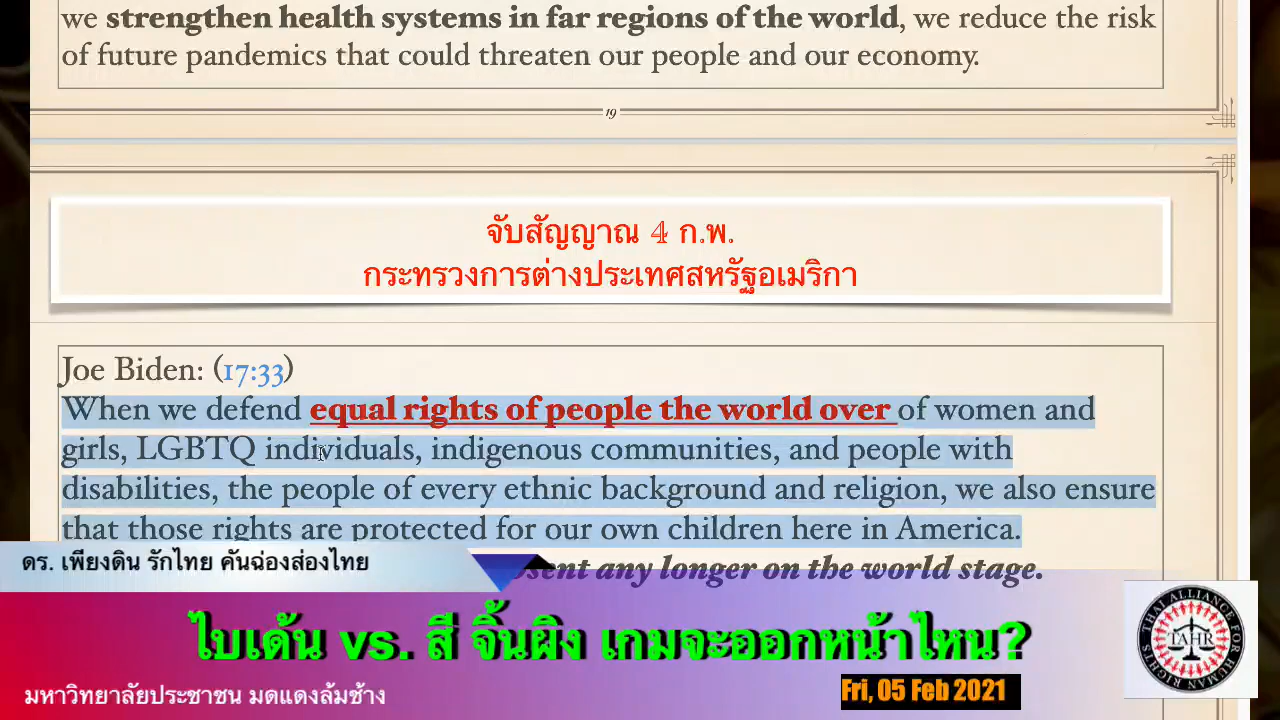 we strengthen health systems in far regions of the world, we reduce the risk
of future pandemics that could threaten our people and our economy.
19
จับสัญญาณ 4 ก.พ.
กระทรวงการต่างประเทศสหรัฐอเมริกา
Joe Biden: (17:33)
When we defend equal rights of people the world over of women and
girls, LGBTQ individuals, indigenous communities, and people with
disabilities, the people of every ethnic background and religion, we also ensure
that those rights are protected for our own children here in America.
any longer on the world stage.
ดร. เพียงดิน รักไทย คันฉ่องส่องไทย
ไบเด้น vs. สี จิ้นผิง เกมจะออกหน้าไหน?
มหาวิทยาลัยประชาชน มดแดงล้มช้าง
Fri, 05 Feb 2021
THAI ALLIANCE FOR HUMAN RIGHTS
TAHR